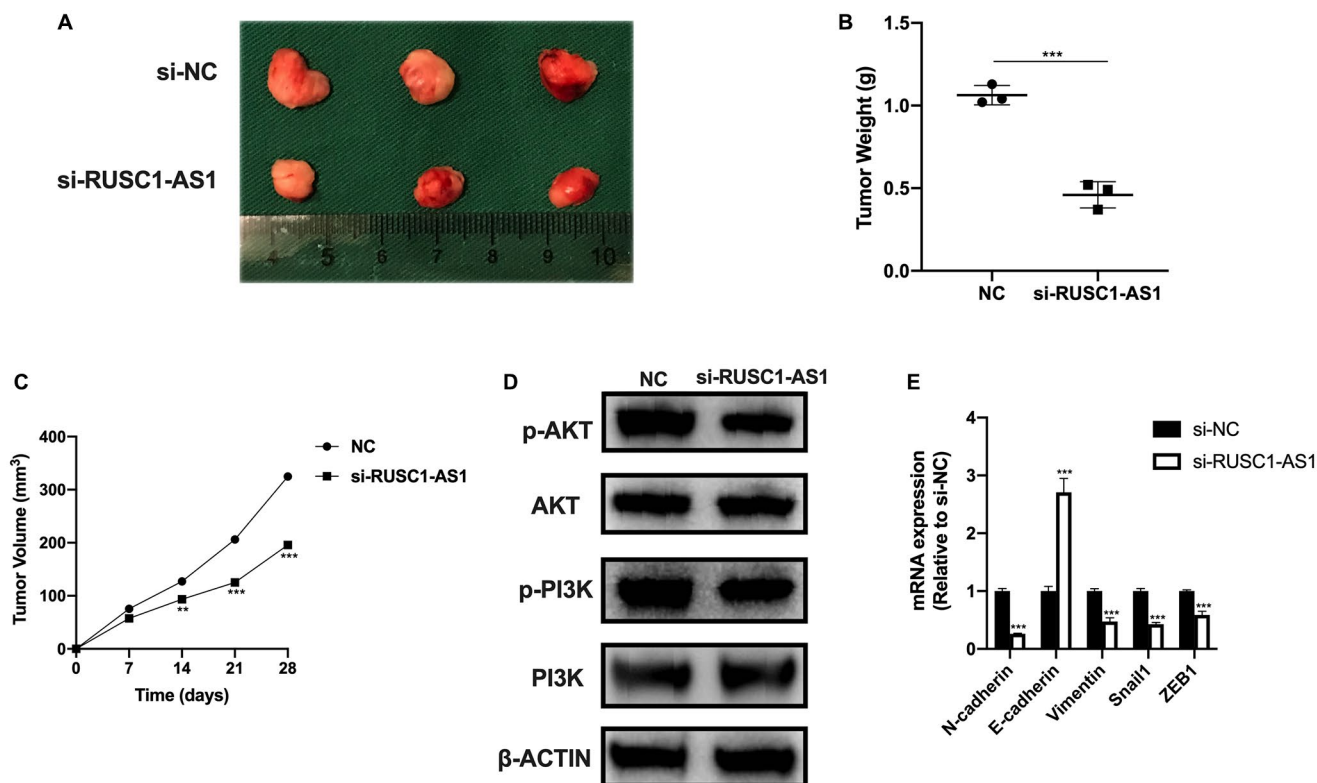 A
si-NC
si-RUSC1-AS1
4 5 6 7 8 9 10
B
Tumor Weight (g)
1.5
1.0
0.5
0.0
***
NC si-RUSC1-AS1
C
Tumor Volume (mm³)
400
300
200
100
0
NC
si-RUSC1-AS1
**
***
***
0 7 14 21 28
Time (days)
D
NC si-RUSC1-AS1
p-AKT
AKT
p-PI3K
PI3K
β-ACTIN
E
mRNA expression
(Relative to si-NC)
4
3
2
1
0
si-NC
si-RUSC1-AS1
***
***
***
***
***
N-cadherin
E-cadherin
Vimentin
Snail1
ZEB1